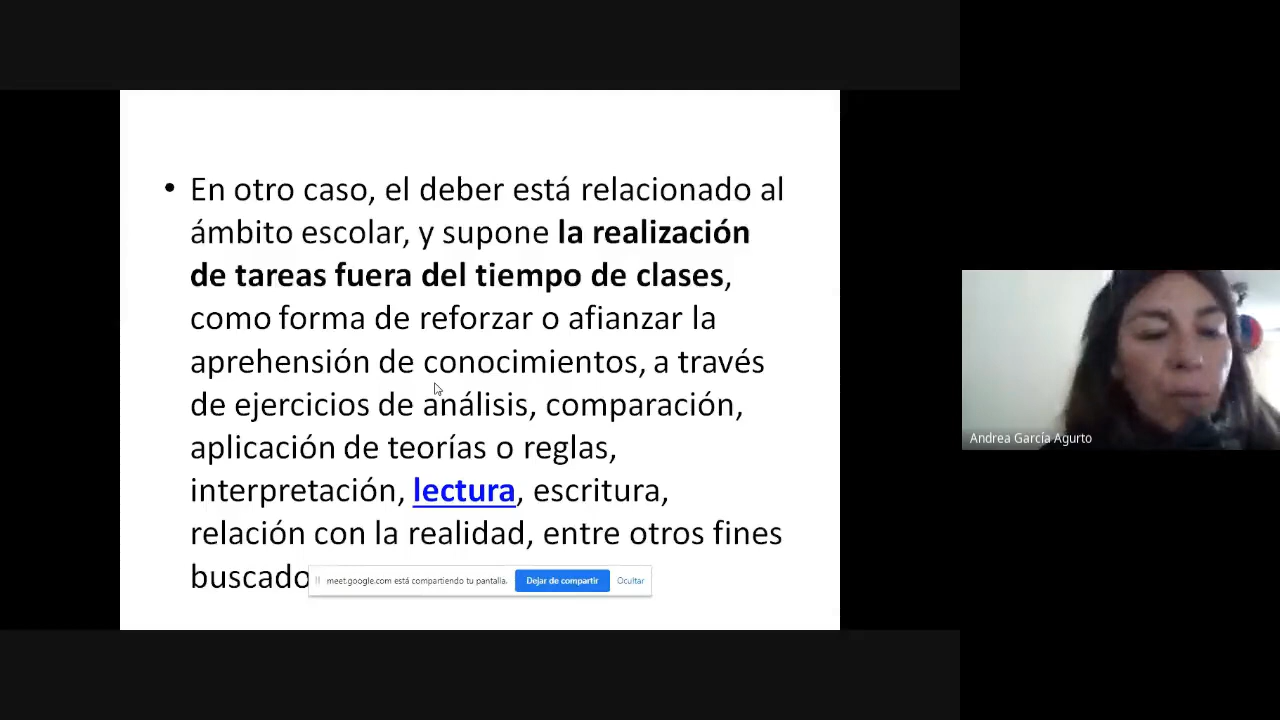 • En otro caso, el deber está relacionado al
ámbito escolar, y supone la realización
de tareas fuera del tiempo de clases,
como forma de reforzar o afianzar la
aprehensión de conocimientos, a través
de ejercicios de análisis, comparación,
aplicación de teorías o reglas,
interpretación, lectura, escritura,
relación con la realidad, entre otros fines
buscado
meet.google.com está compartiendo tu pantalla. Dejar de compartir Ocultar
Andrea García Agurto